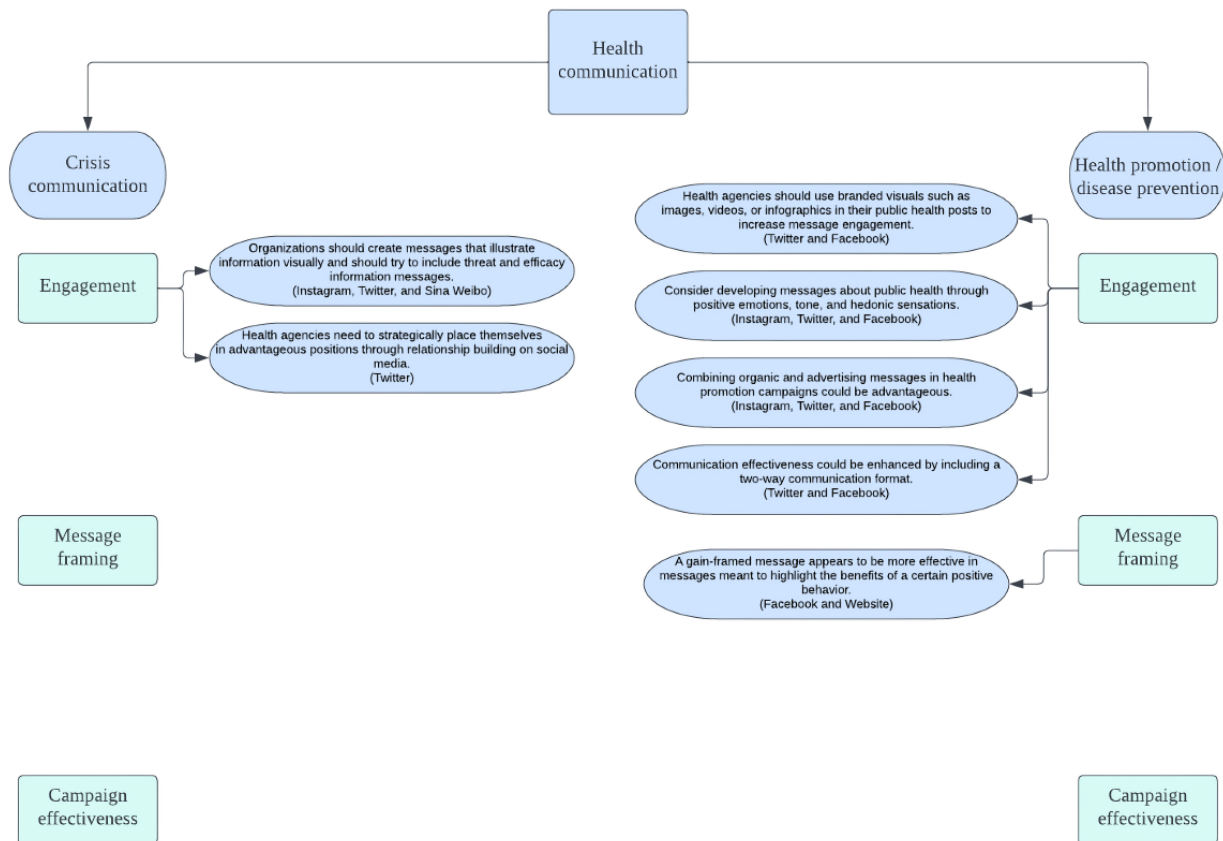 Health
communication
Crisis
communication
Health promotion /
disease prevention
Engagement
Organizations should create messages that illustrate
information visually and should try to include threat and efficacy
information messages.
(Instagram, Twitter, and Sina Weibo)
Health agencies need to strategically place themselves
in advantageous positions through relationship building on social
media.
(Twitter)
Health agencies should use branded visuals such as
images, videos, or infographics in their public health posts to
increase message engagement.
(Twitter and Facebook)
Engagement
Consider developing messages about public health through
positive emotions, tone, and hedonic sensations.
(Instagram, Twitter, and Facebook)
Combining organic and advertising messages in health
promotion campaigns could be advantageous.
(Instagram, Twitter, and Facebook)
Communication effectiveness could be enhanced by including a
two-way communication format.
(Twitter and Facebook)
Message
framing
Message
framing
A gain-framed message appears to be more effective in
messages meant to highlight the benefits of a certain positive
behavior.
(Facebook and Website)
Campaign
effectiveness
Campaign
effectiveness